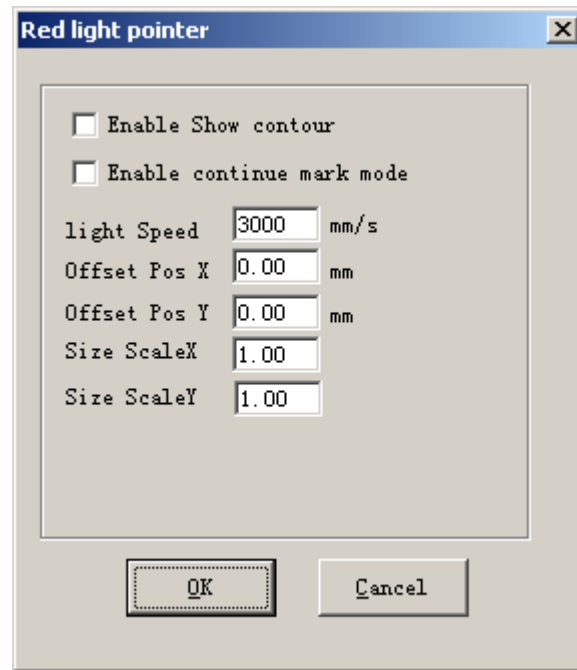 Red light pointer
Enable Show contour
Enable continue mark mode
light Speed 3000 mm/s
Offset Pos X 0.00 mm
Offset Pos Y 0.00 mm
Size ScaleX 1.00
Size ScaleY 1.00
OK Cancel